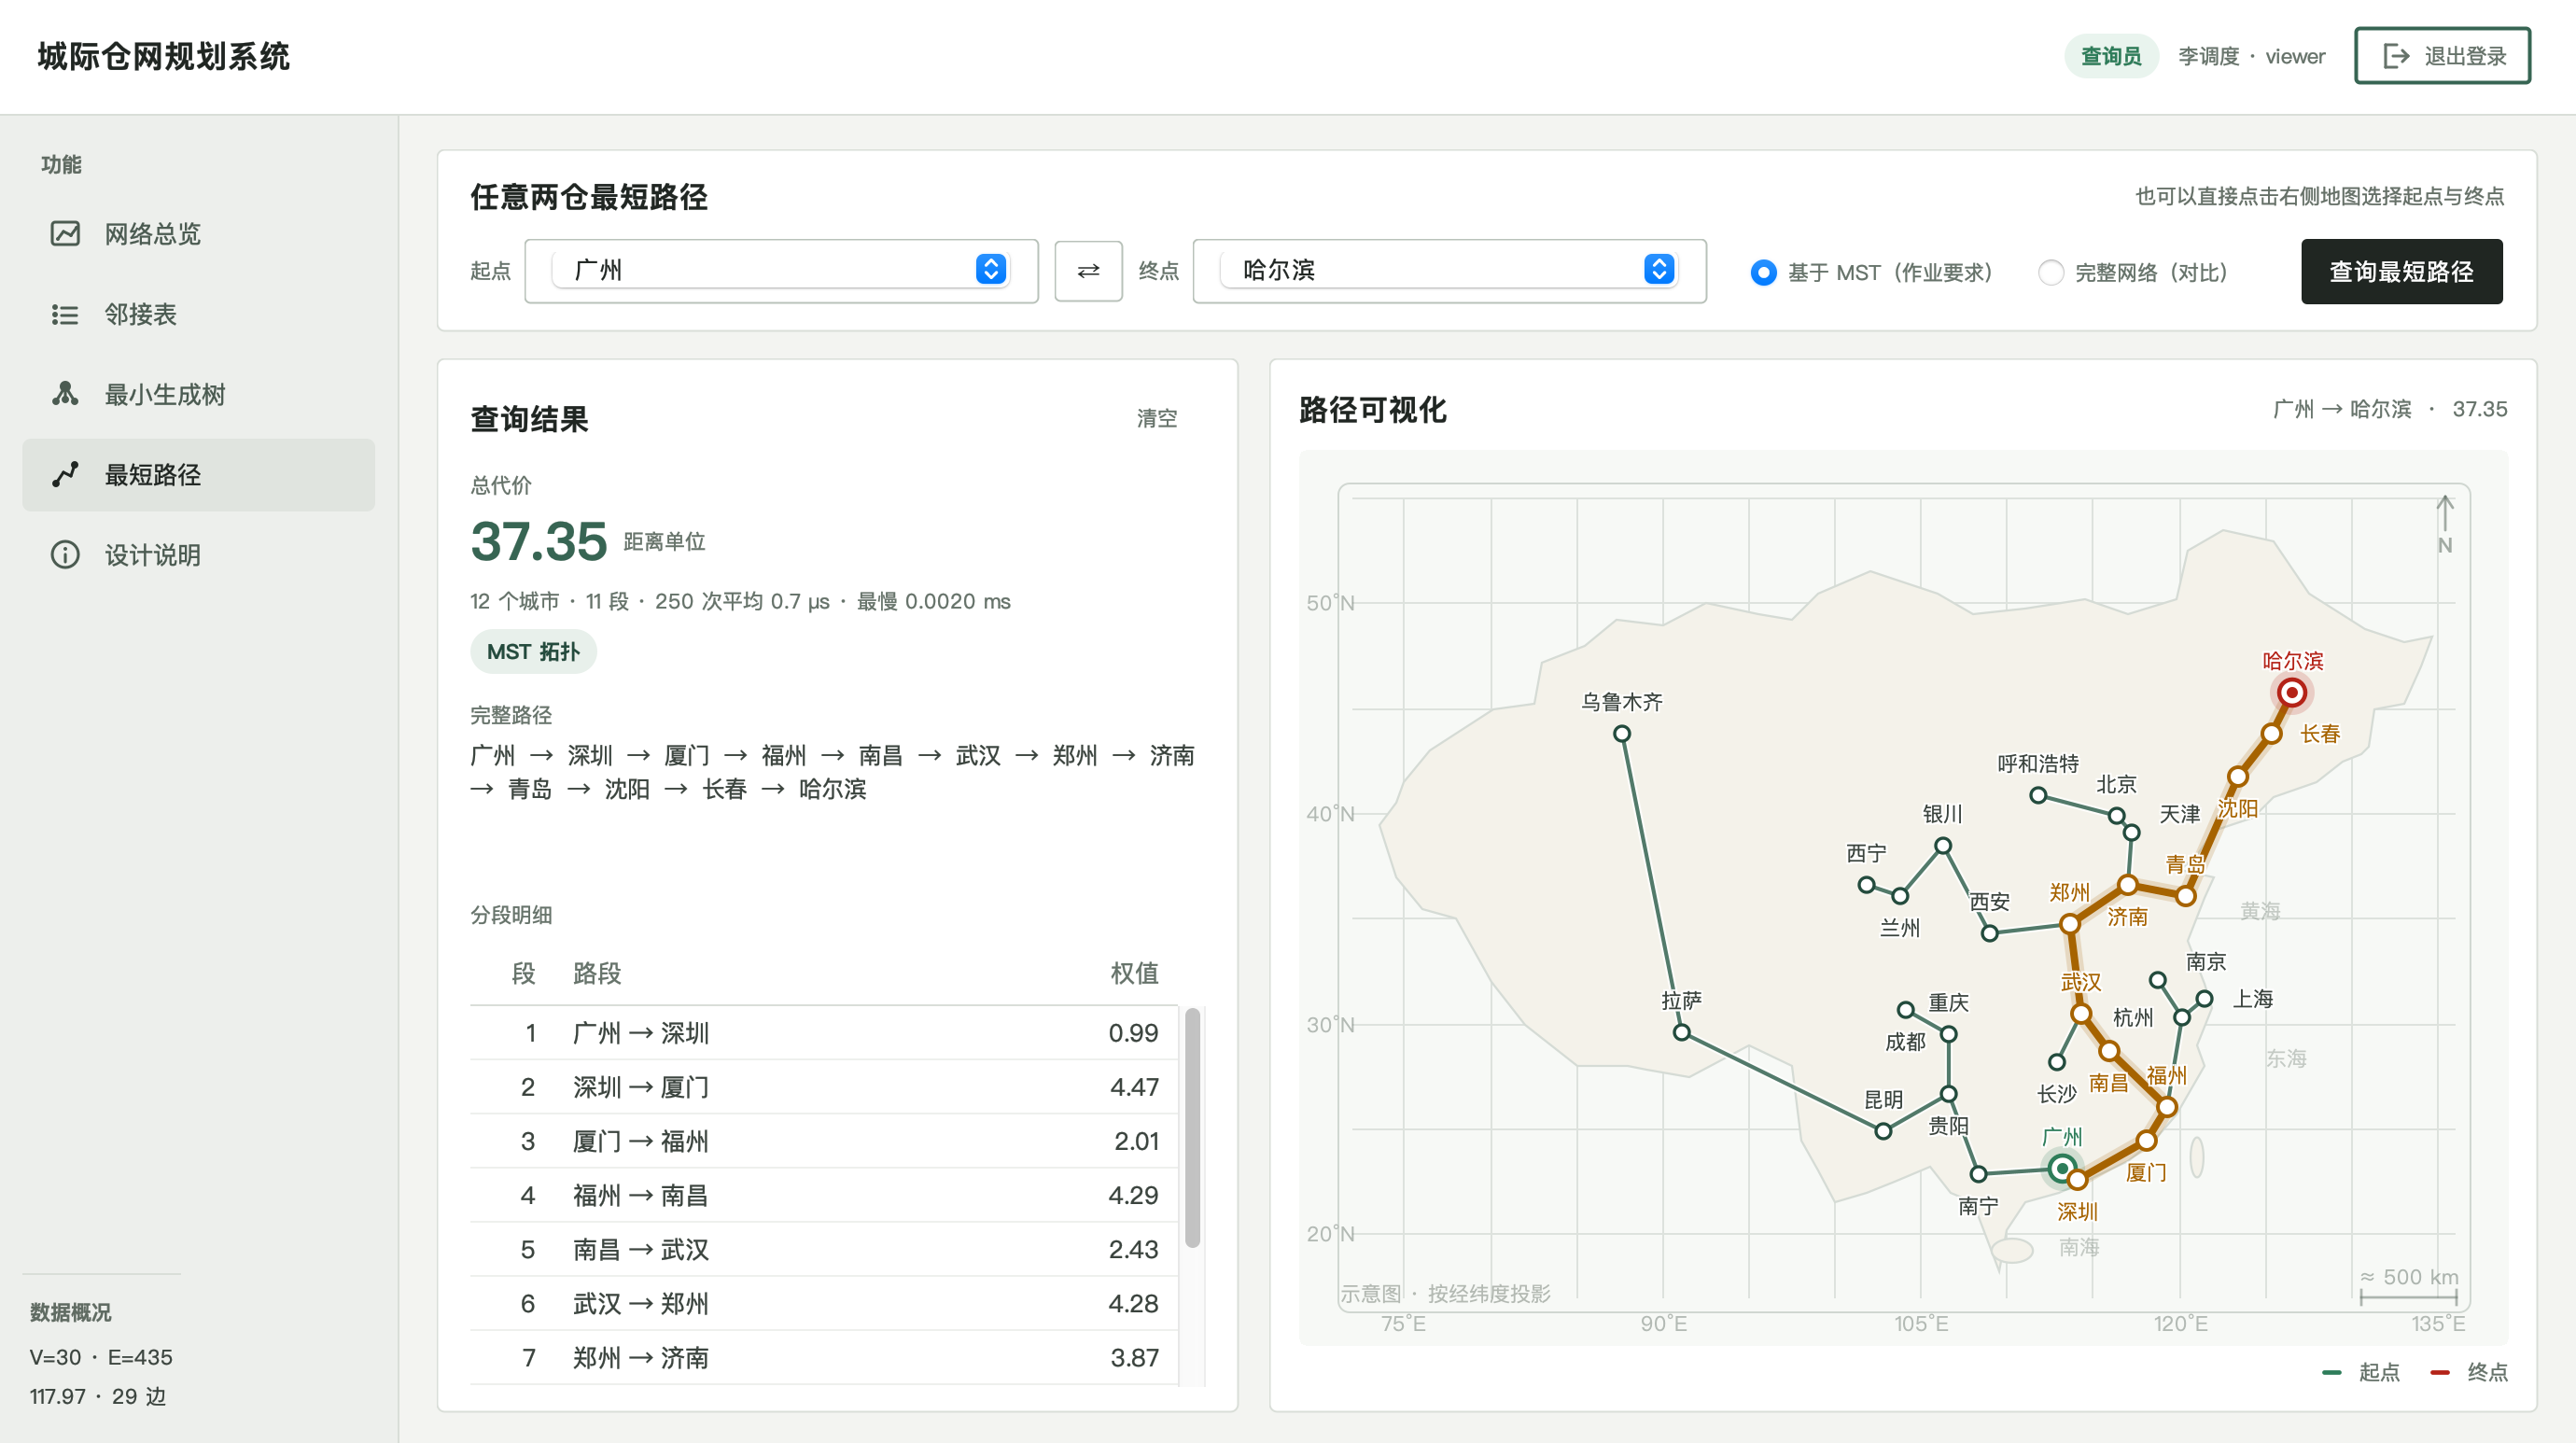 城际仓网规划系统
查询员 李调度 · viewer 退出登录
功能
网络总览
邻接表
最小生成树
最短路径
设计说明
数据概况
V=30 · E=435
117.97 · 29 边
任意两仓最短路径
也可以直接点击右侧地图选择起点与终点
起点 广州 ⇄ 终点 哈尔滨 基于 MST（作业要求） 完整网络（对比） 查询最短路径
查询结果 清空
总代价
37.35 距离单位
12 个城市 · 11 段 · 250 次平均 0.7 μs · 最慢 0.0020 ms
MST 拓扑
完整路径
广州 → 深圳 → 厦门 → 福州 → 南昌 → 武汉 → 郑州 → 济南
→ 青岛 → 沈阳 → 长春 → 哈尔滨
分段明细
段 路段 权值
1 广州 → 深圳 0.99
2 深圳 → 厦门 4.47
3 厦门 → 福州 2.01
4 福州 → 南昌 4.29
5 南昌 → 武汉 2.43
6 武汉 → 郑州 4.28
7 郑州 → 济南 3.87
路径可视化 广州 → 哈尔滨 · 37.35
N
50°N
哈尔滨
乌鲁木齐
长春
呼和浩特
北京
40°N
银川
天津
沈阳
西宁
青岛
郑州
西安
黄海
济南
兰州
南京
武汉
上海
拉萨
重庆
杭州
30°N
成都
东海
福州
南昌
长沙
昆明
贵阳
广州
厦门
南宁
深圳
20°N
南海
≈ 500 km
示意图 · 按经纬度投影
75°E 90°E 105°E 120°E 135°E
起点 终点